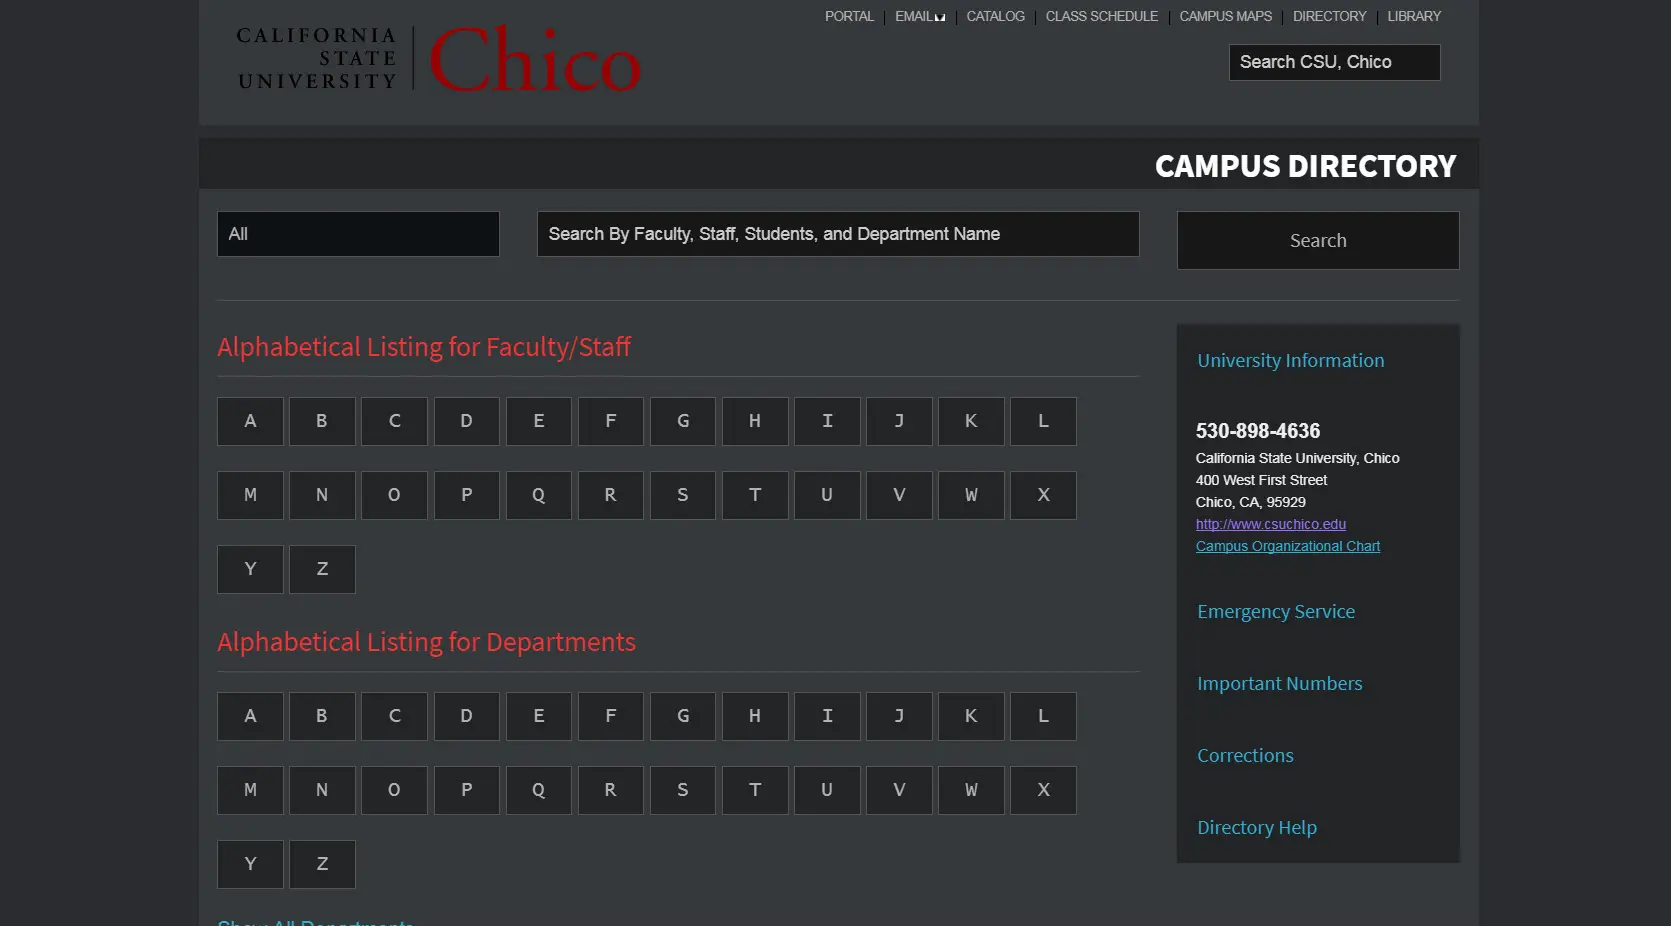 PORTAL EMAIL CATALOG CLASS SCHEDULE CAMPUS MAPS DIRECTORY LIBRARY
CALIFORNIA
STATE
UNIVERSITY
Chico
Search CSU, Chico
CAMPUS DIRECTORY
All
Search By Faculty, Staff, Students, and Department Name
Search
Alphabetical Listing for Faculty/Staff
A B C D E F G H I J K L
M N O P Q R S T U V W X
Y Z
Alphabetical Listing for Departments
A B C D E F G H I J K L
M N O P Q R S T U V W X
Y Z
Show All Departments
University Information
530-898-4636
California State University, Chico
400 West First Street
Chico, CA, 95929
http://www.csuchico.edu
Campus Organizational Chart
Emergency Service
Important Numbers
Corrections
Directory Help